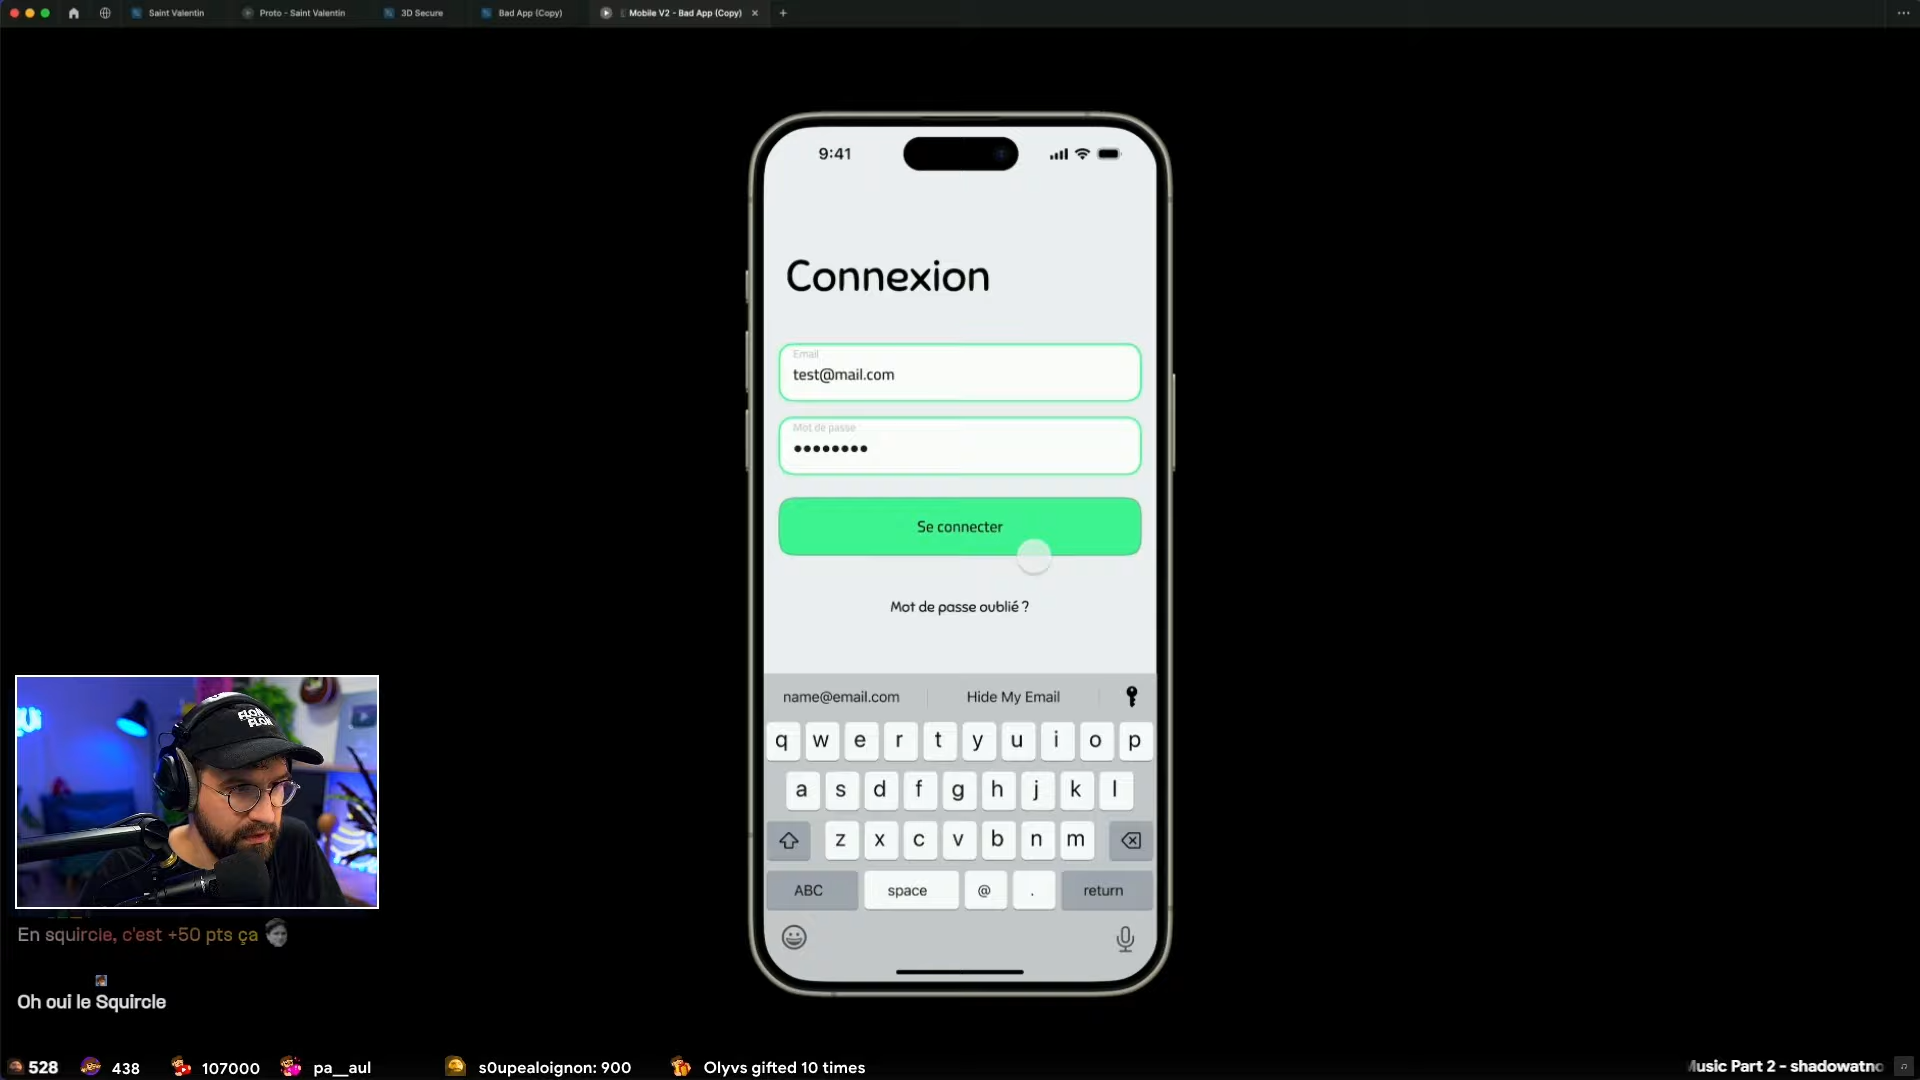 Saint Valentin
Proto - Saint Valentin
3D Secure
Bad App (Copy)
Mobile V2 - Bad App (Copy)
9:41
Connexion
Email
test@mail.com
Mot de passe
Se connecter
Mot de passe oublié ?
name@email.com
Hide My Email
q w e r t y u i o p
a s d f g h j k l
z x c v b n m
ABC space @ . return
FLON
FLON
En squircle, c'est +50 pts ça
Oh oui le Squircle
528
438
107000
pa__aul
s0upealoignon: 900
Olyvs gifted 10 times
Music Part 2 - shadowatno